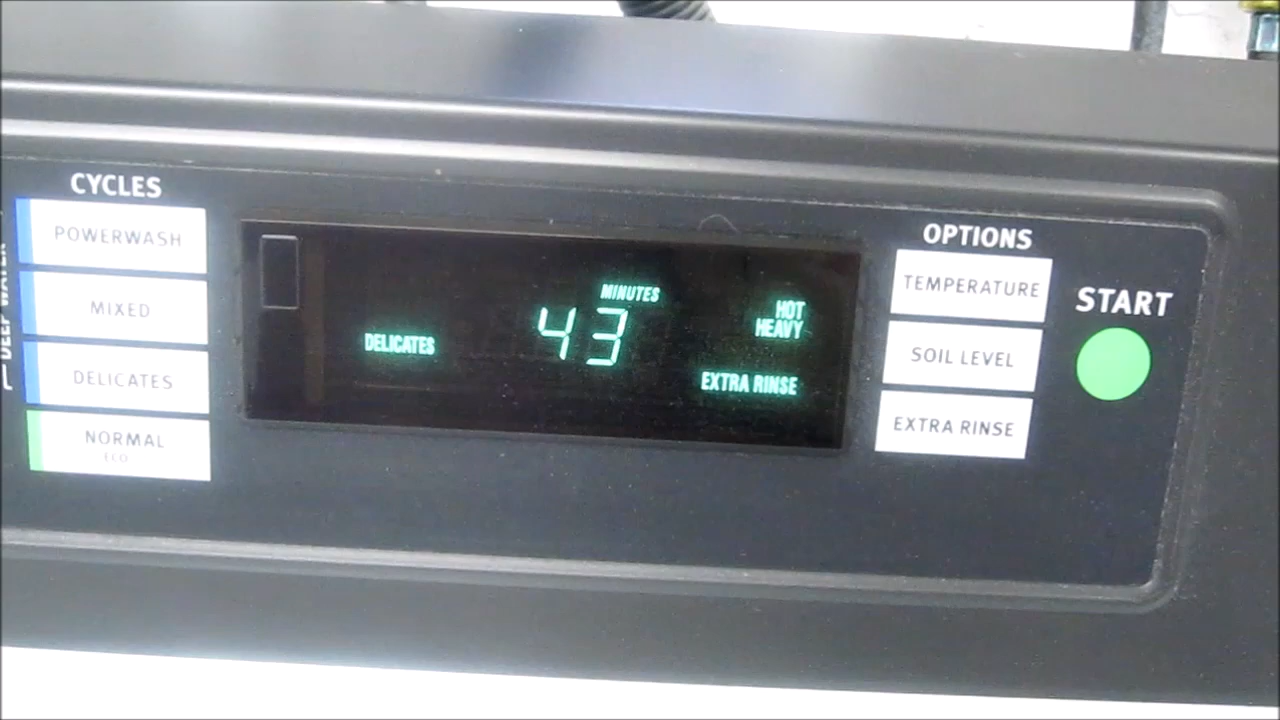 CYCLES
POWERWASH
MIXED
DELICATES
NORMAL
ECO
DEEP WATER
DELICATES
MINUTES
43
HOT
HEAVY
EXTRA RINSE
OPTIONS
TEMPERATURE
SOIL LEVEL
EXTRA RINSE
START